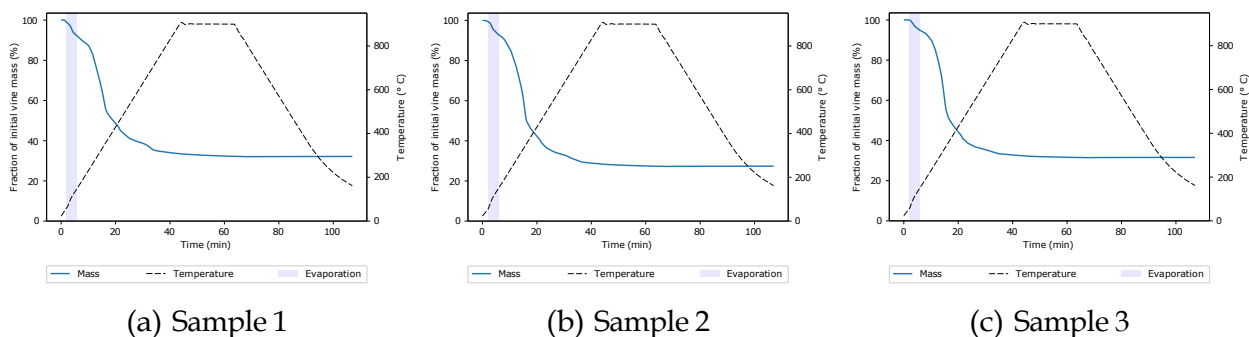 100
80
60
40
20
0
Fraction of initial vine mass (%)
0 20 40 60 80 100
Time (min)
800
600
400
200
0
Temperature (° C)
Mass Temperature Evaporation
(a) Sample 1
100
80
60
40
20
0
Fraction of initial vine mass (%)
0 20 40 60 80 100
Time (min)
800
600
400
200
0
Temperature (° C)
Mass Temperature Evaporation
(b) Sample 2
100
80
60
40
20
0
Fraction of initial vine mass (%)
0 20 40 60 80 100
Time (min)
800
600
400
200
0
Temperature (° C)
Mass Temperature Evaporation
(c) Sample 3